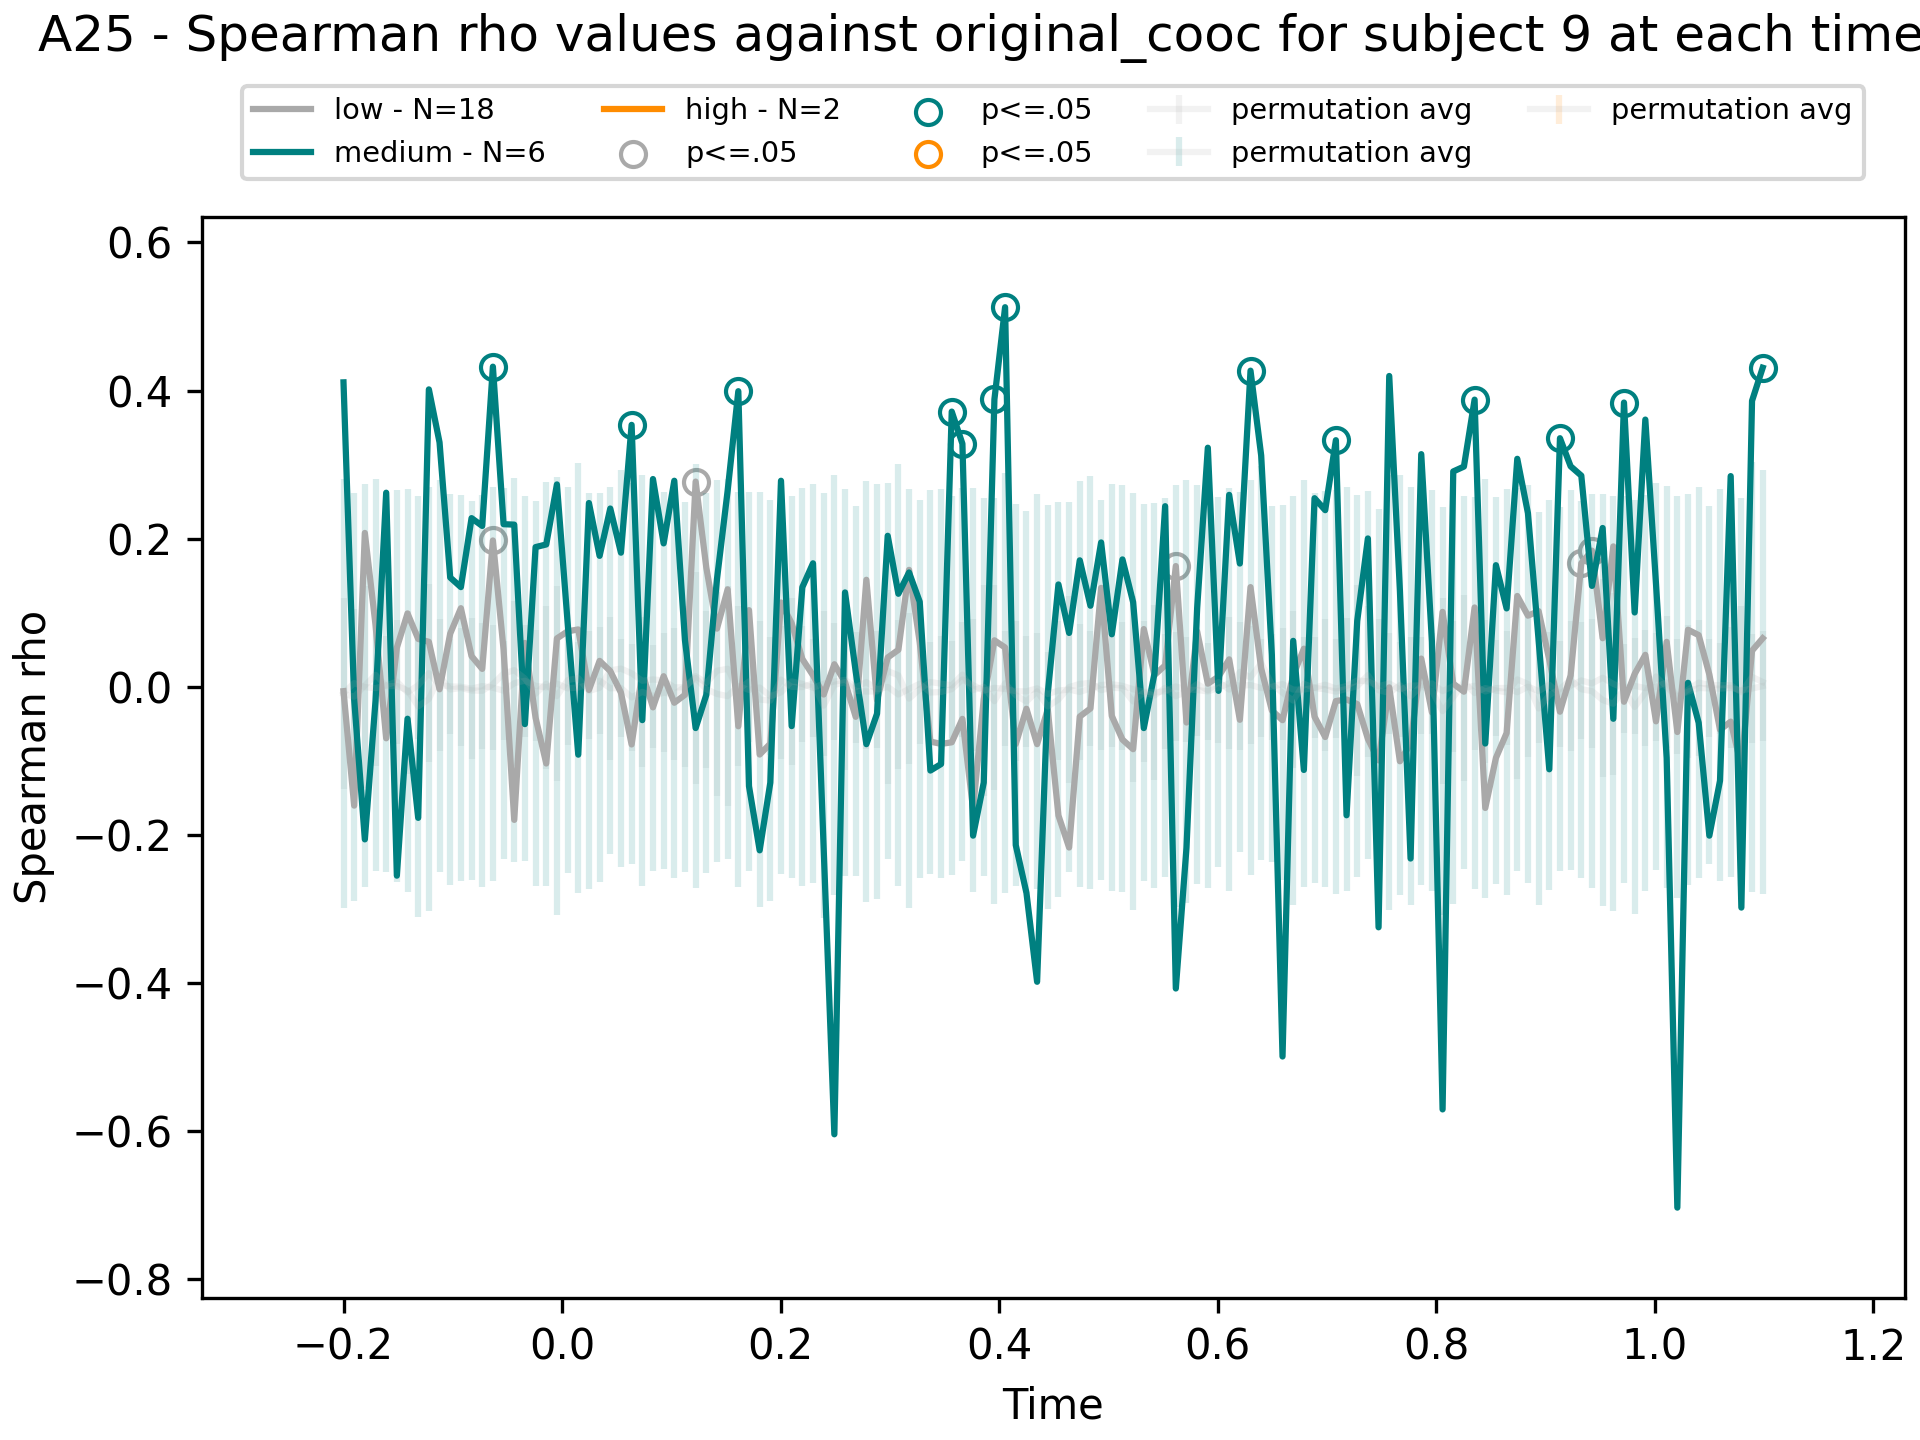 A25 - Spearman rho values against original_cooc for subject 9 at each time
low - N=18
medium - N=6
high - N=2
p<=.05
p<=.05
p<=.05
permutation avg
permutation avg
permutation avg
Spearman rho
0.6
0.4
0.2
0.0
−0.2
−0.4
−0.6
−0.8
−0.2
0.0
0.2
0.4
0.6
0.8
1.0
1.2
Time